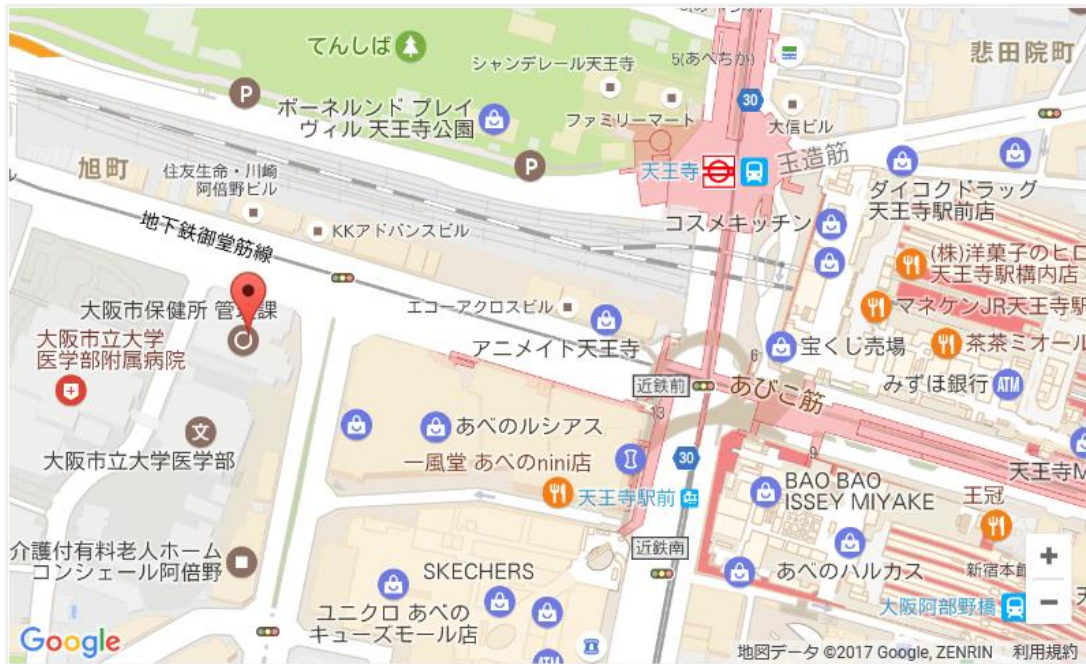 てんしば
シャンデレール天王寺
5(あべちか)
悲田院町
ボーネルンド プレイ
ヴィル 天王寺公園
ファミリーマート
30
大信ビル
玉造筋
旭町
住友生命・川崎
阿倍野ビル
天王寺
ダイコクドラッグ
天王寺駅前店
地下鉄御堂筋線
KKアドバンスビル
コスメキッチン
(株)洋菓子のヒロ
天王寺駅構内店
大阪市保健所 管
課
エコーアクロスビル
マネケンJR天王寺駅
大阪市立大学
医学部附属病院
アニメイト天王寺
6
宝くじ売場
茶茶ミオール
近鉄前
あびこ筋
みずほ銀行
ATM
13
あべのルシアス
文
大阪市立大学医学部
一風堂 あべのnini店
30
9
天王寺M
BAO BAO
ISSEY MIYAKE
天王寺駅前
王冠
介護付有料老人ホーム
コンシェール阿倍野
近鉄南
SKECHERS
あべのハルカス
新宿本館
+
ユニクロ あべの
キューズモール店
大阪阿部野橋
−
ATM
Google
地図データ ©2017 Google, ZENRIN 利用規約
P
P